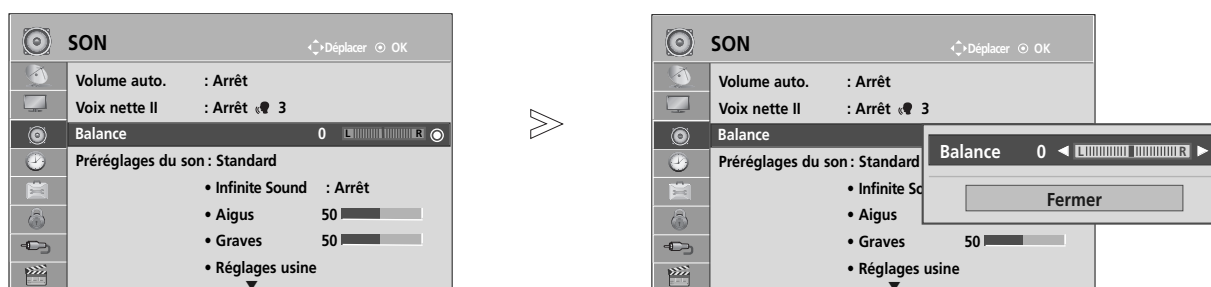 SON
Déplacer OK
Volume auto. : Arrêt
Voix nette II : Arrêt 3
Balance 0 L R
Préréglages du son : Standard
• Infinite Sound : Arrêt
• Aigus 50
• Graves 50
• Réglages usine
SON
Déplacer OK
Volume auto. : Arrêt
Voix nette II : Arrêt 3
Balance
Préréglages du son : Standard
• Infinite So
• Aigus
• Graves 50
• Réglages usine
Balance 0 L R
Fermer